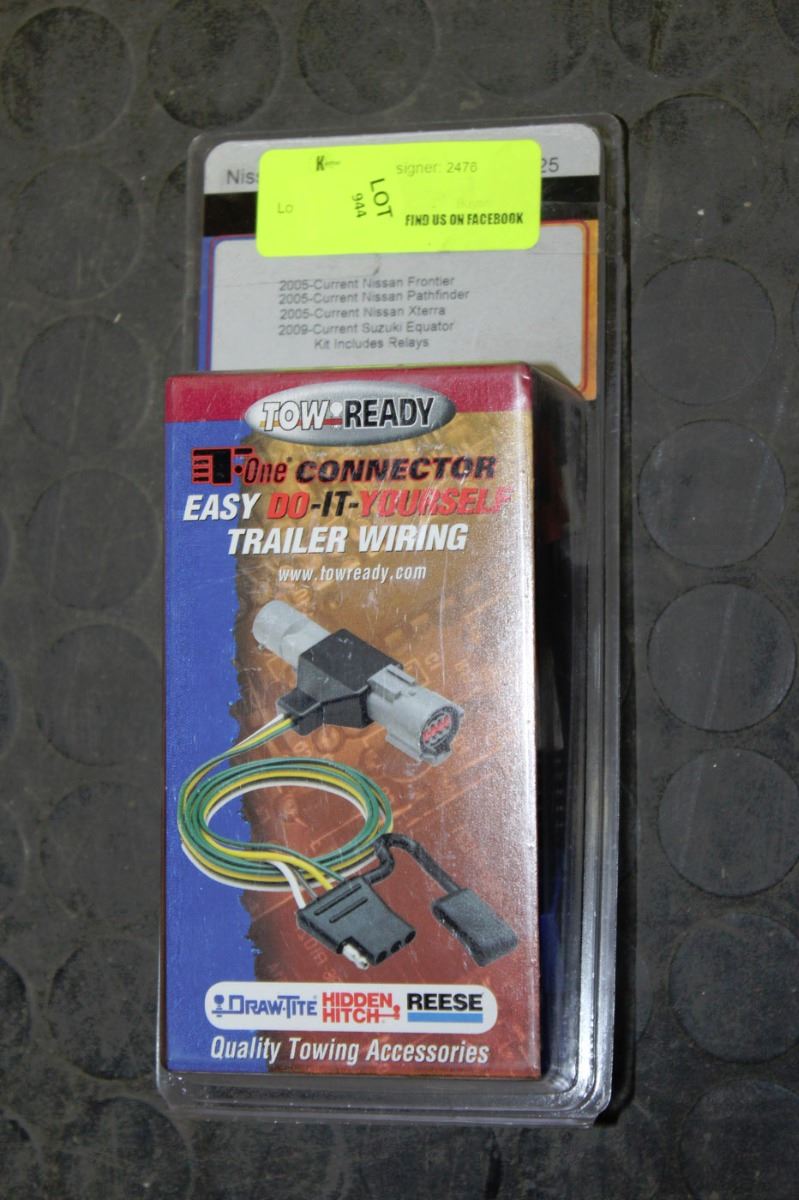 Nis
signer: 2476
25
Lo
LOT
944
FIND US ON FACEBOOK
2005-Current Nissan Frontier
2005-Current Nissan Pathfinder
2005-Current Nissan Xterra
2009-Current Suzuki Equator
Kit Includes Relays
TOW READY
T-One® CONNECTOR
EASY DO-IT-YOURSELF
TRAILER WIRING
www.towready.com
DRAW-TITE® HIDDEN HITCH® REESE
Quality Towing Accessories